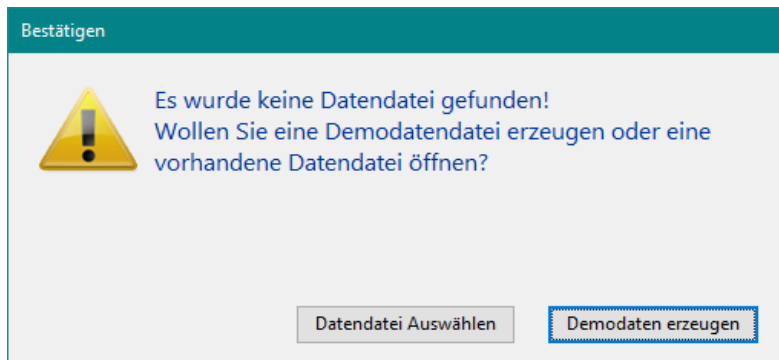 Bestätigen
Es wurde keine Datendatei gefunden!
Wollen Sie eine Demodatendatei erzeugen oder eine
vorhandene Datendatei öffnen?
Datendatei Auswählen
Demodaten erzeugen